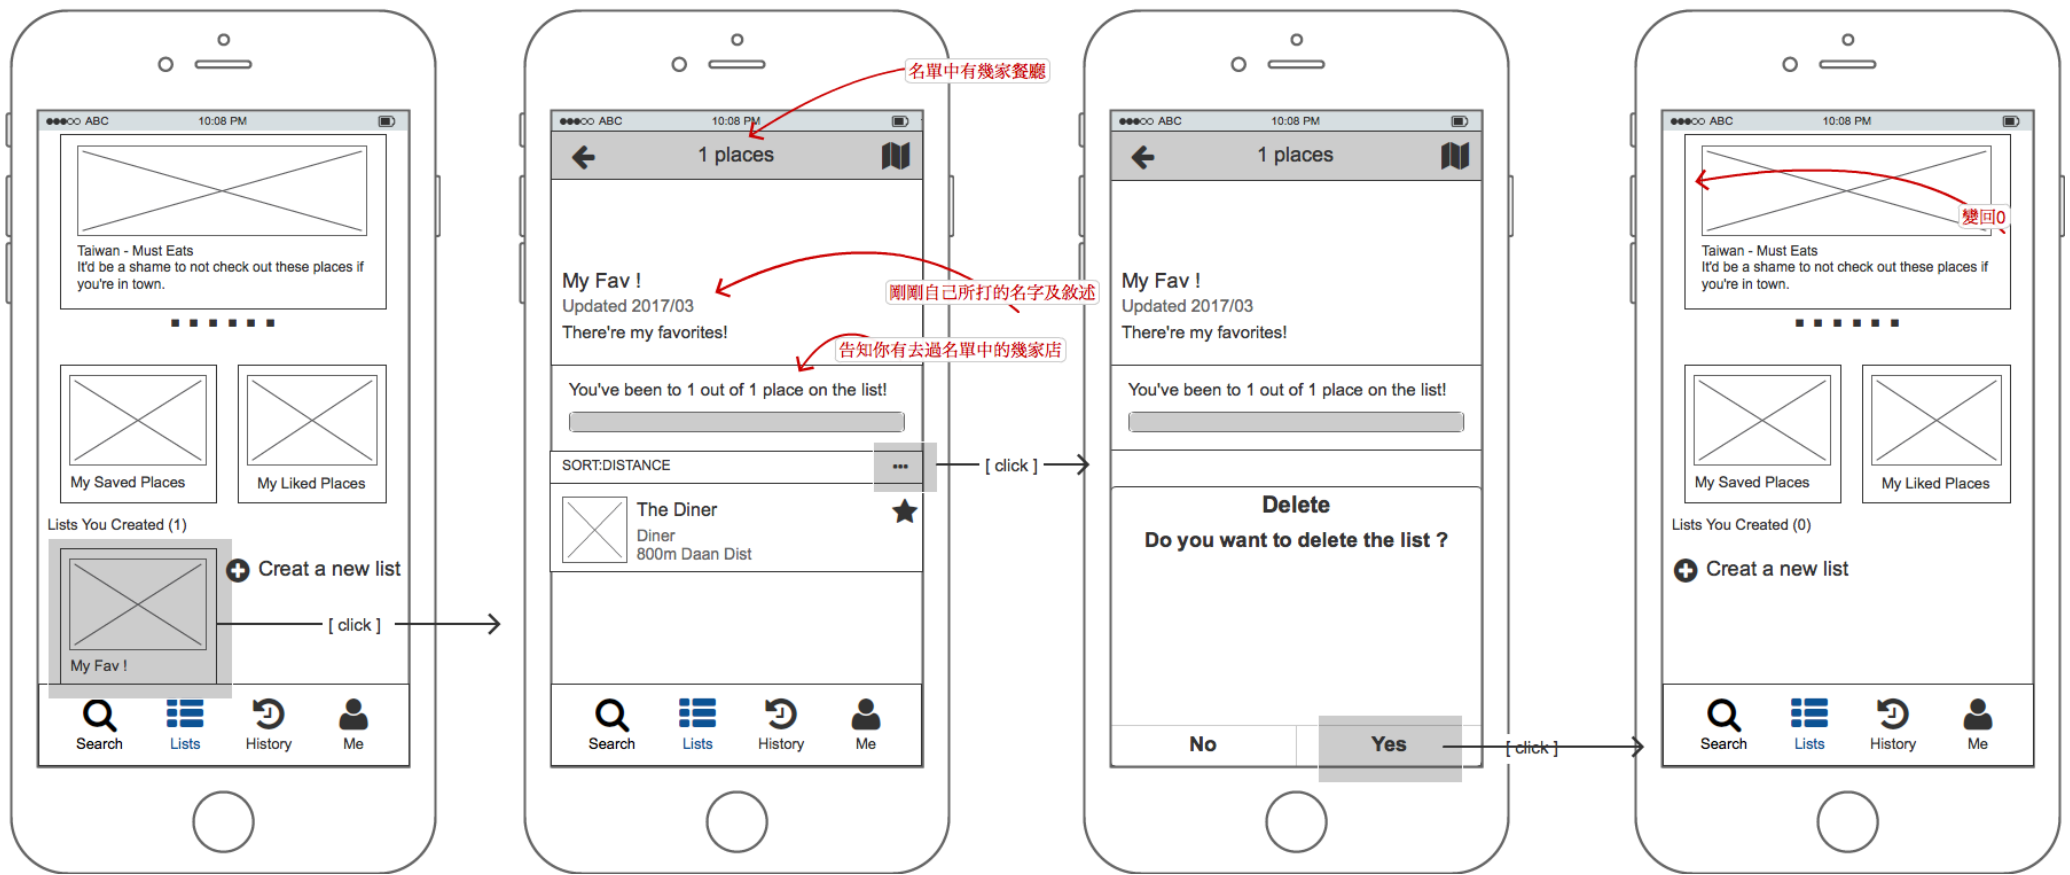 ABC 10:08 PM
Taiwan - Must Eats
It'd be a shame to not check out these places if
you're in town.
My Saved Places
My Liked Places
Lists You Created (1)
Creat a new list
My Fav !
[ click ]
Search Lists History Me
名單中有幾家餐廳
ABC 10:08 PM
1 places
My Fav !
Updated 2017/03
There're my favorites!
剛剛自己所打的名字及敘述
告知你有去過名單中的幾家店
You've been to 1 out of 1 place on the list!
SORT:DISTANCE ...
[ click ]
The Diner
Diner
800m Daan Dist
Search Lists History Me
ABC 10:08 PM
1 places
My Fav !
Updated 2017/03
There're my favorites!
You've been to 1 out of 1 place on the list!
Delete
Do you want to delete the list ?
No Yes
[ click ]
ABC 10:08 PM
變回0
Taiwan - Must Eats
It'd be a shame to not check out these places if
you're in town.
My Saved Places
My Liked Places
Lists You Created (0)
Creat a new list
Search Lists History Me